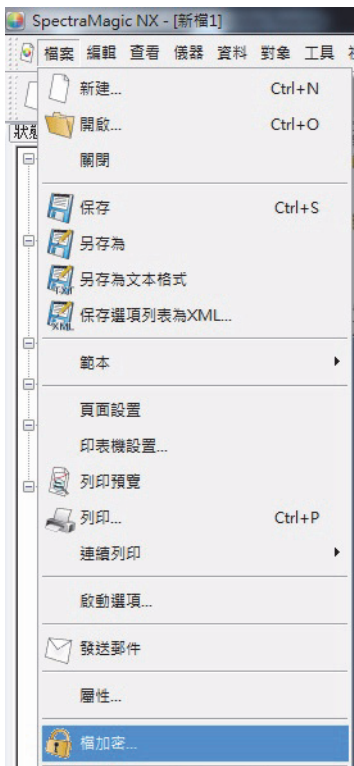 SpectraMagic NX - [新檔1]
檔案 編輯 查看 儀器 資料 對象 工具
新建... Ctrl+N
開啟... Ctrl+O
狀態
關閉
保存 Ctrl+S
另存為
另存為文本格式
保存選項列表為XML...
範本
頁面設置
印表機設置...
列印預覽
列印... Ctrl+P
連續列印
啟動選項...
發送郵件
屬性...
檔加密...